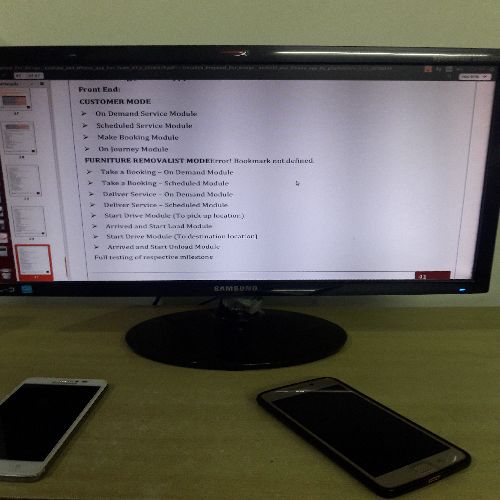 Front End:
CUSTOMER MODE
➢ On Demand Service Module
➢ Scheduled Service Module
➢ Make Booking Module
➢ On Journey Module
FURNITURE REMOVALIST MODEError! Bookmark not defined.
➢ Take a Booking – On Demand Module
➢ Take a Booking – Scheduled Module
➢ Deliver Service – On Demand Module
➢ Deliver Service – Scheduled Module
➢ Start Drive Module (To pick up location)
➢ Arrived and Start Load Module
➢ Start Drive Module (To destination location)
➢ Arrived and Start Unload Module
Full testing of respective milestone
SAMSUNG